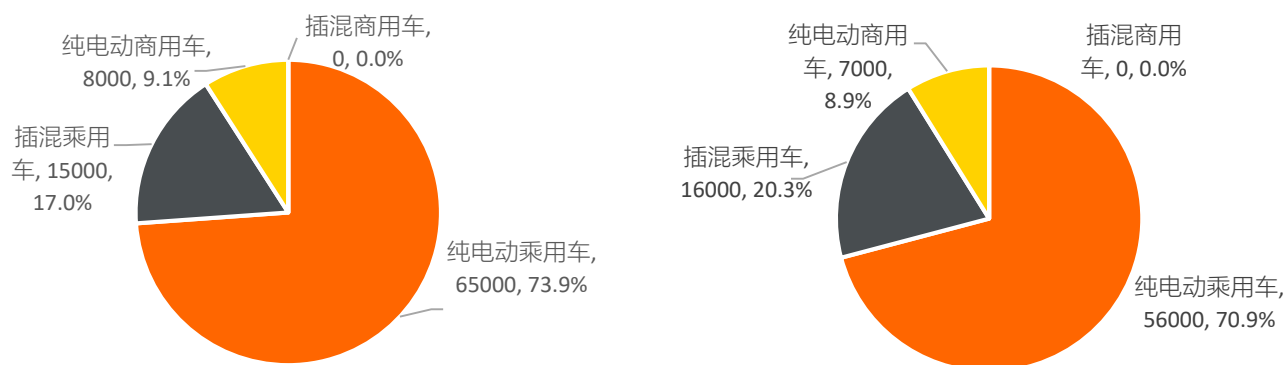 插混商用车,
0, 0.0%
纯电动商用车,
8000, 9.1%
插混乘用
车, 15000,
17.0%
纯电动乘用车,
65000, 73.9%
纯电动商用
车, 7000,
8.9%
插混商用
车, 0, 0.0%
插混乘用车,
16000, 20.3%
纯电动乘用车,
56000, 70.9%